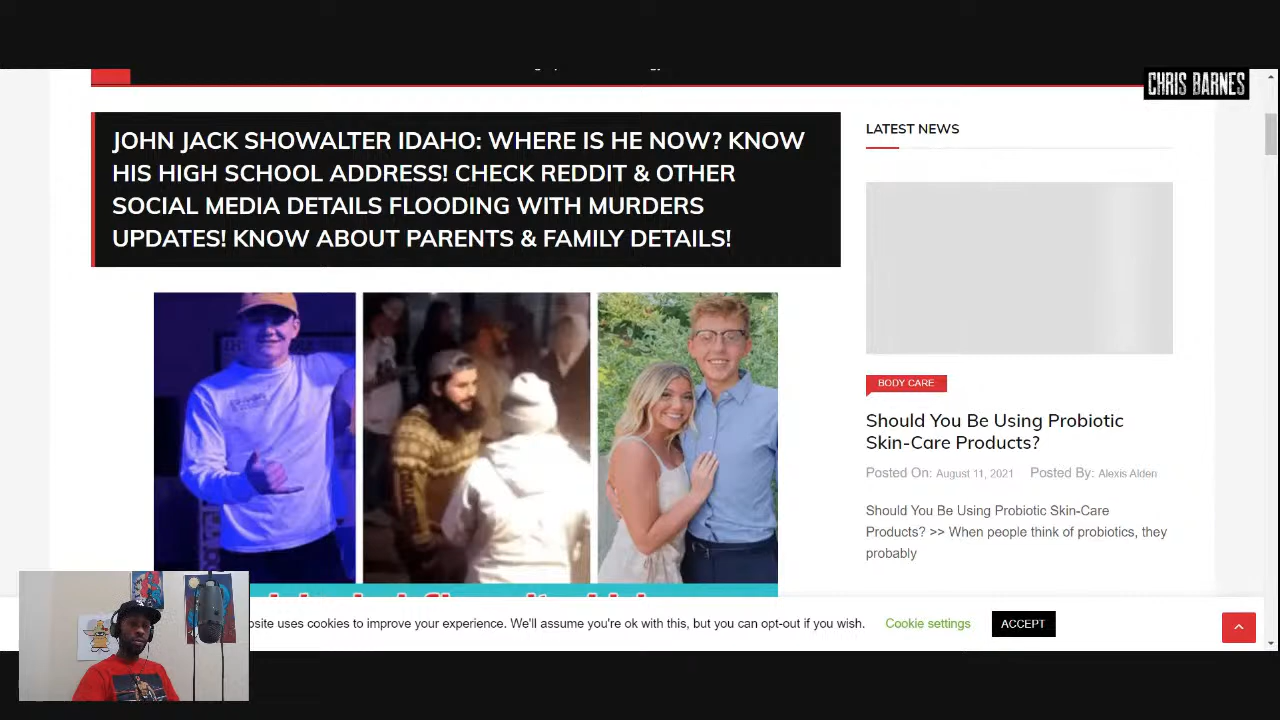 CHRIS BARNES
JOHN JACK SHOWALTER IDAHO: WHERE IS HE NOW? KNOW
HIS HIGH SCHOOL ADDRESS! CHECK REDDIT & OTHER
SOCIAL MEDIA DETAILS FLOODING WITH MURDERS
UPDATES! KNOW ABOUT PARENTS & FAMILY DETAILS!
LATEST NEWS
BODY CARE
Should You Be Using Probiotic
Skin-Care Products?
Posted On: August 11, 2021 Posted By: Alexis Alden
Should You Be Using Probiotic Skin-Care
Products? >> When people think of probiotics, they
probably
uses cookies to improve your experience. We'll assume you're ok with this, but you can opt-out if you wish. Cookie settings ACCEPT